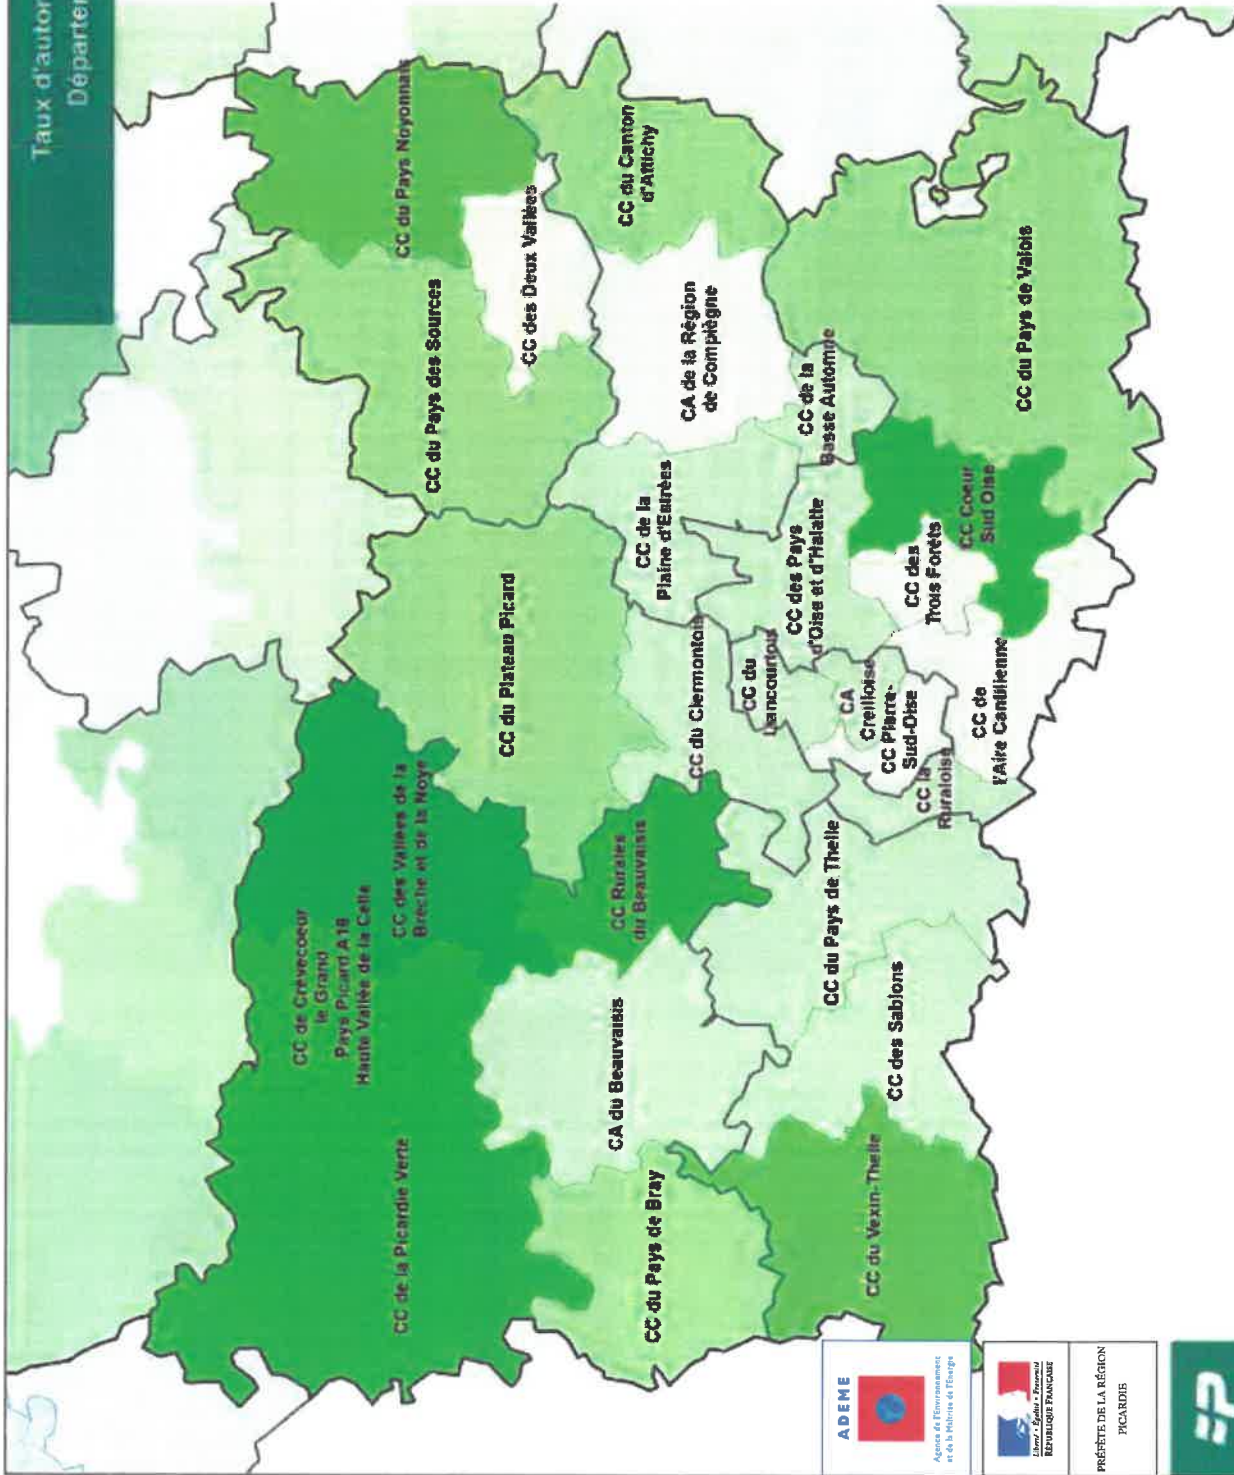 Taux d'auton
Départen
CC de Crèvecoeur
le Grand
Pays Picard A16
Haute Vallée de la Celle
CC de la Picardie Verte
CC des Vallées de la
Brèche et de la Noye
CC du Plateau Picard
CC du Pays des Sources
CC du Pays Noyonnais
CC des Deux Vallées
CC du Canton
d'Attichy
CA de la Région
de Compiègne
CC de la
Plaine d'Estrées
CC Rurales
du Beauvaisis
CA du Beauvaisis
CC du Pays de Bray
CC du Clermontois
CC du
Liancourtois
CC des Pays
d'Oise et d'Halatte
CC de la
Basse Automne
CC du Pays de Valois
CC du Pays de Thelle
CA
Creilloise
CC Pierre-
Sud-Oise
CC des
Trois Forêts
CC Coeur
Sud Oise
CC la
Ruraloise
CC de
l'Aire Cantilienne
CC des Sablons
CC du Vexin-Thelle
ADEME
Agence de l'Environnement
et de la Maîtrise de l'Energie
Liberté • Égalité • Fraternité
RÉPUBLIQUE FRANÇAISE
PRÉFÈTE DE LA RÉGION
PICARDIE